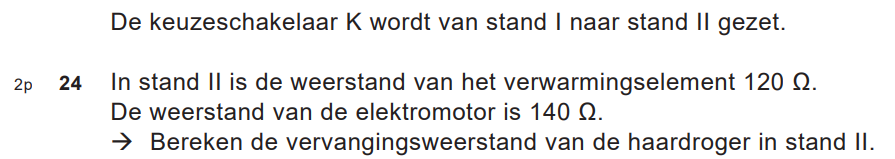 De keuzeschakelaar K wordt van stand I naar stand II gezet.
2p 24 In stand II is de weerstand van het verwarmingselement 120 Ω.
De weerstand van de elektromotor is 140 Ω.
→ Bereken de vervangingsweerstand van de haardroger in stand II.